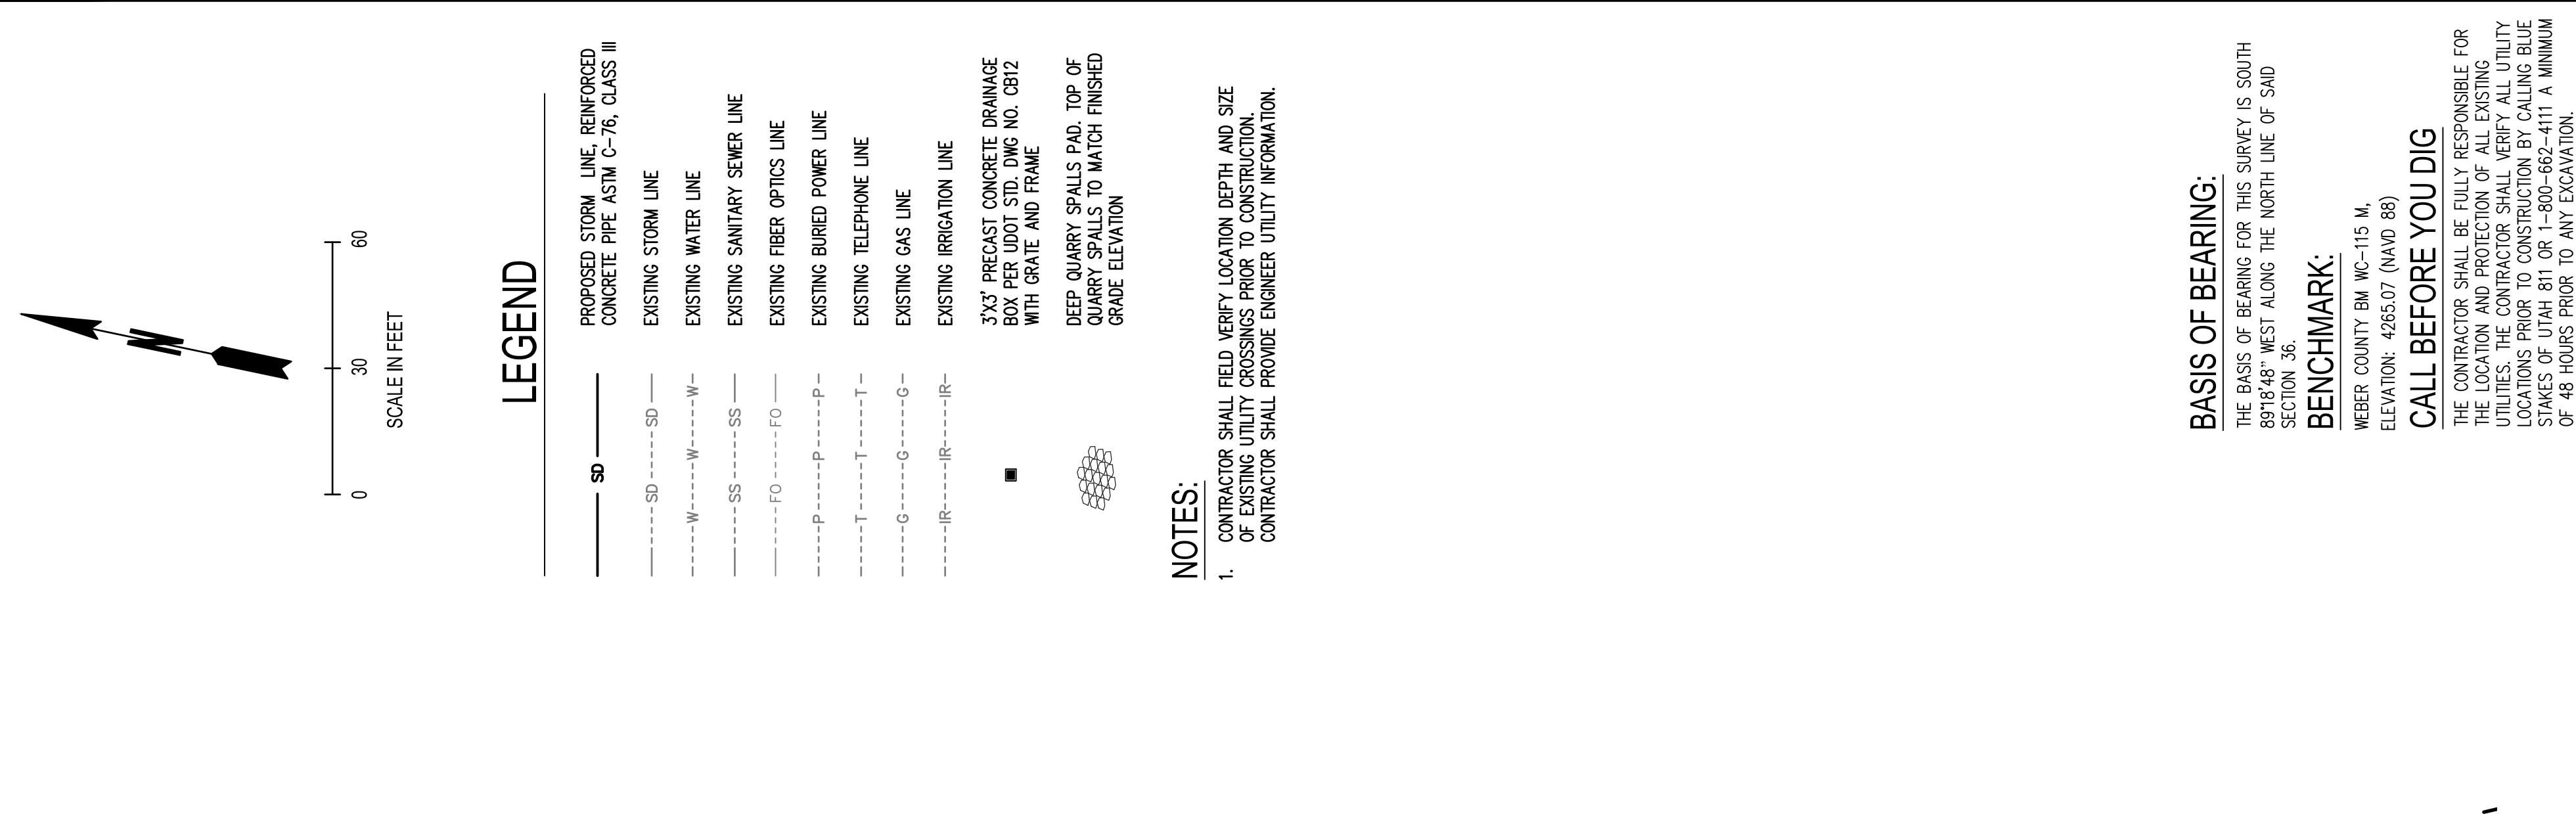 N
0 30 60
SCALE IN FEET
LEGEND
SD
PROPOSED STORM LINE, REINFORCED
CONCRETE PIPE ASTM C-76, CLASS III
SD SD EXISTING STORM LINE
W W W EXISTING WATER LINE
SS SS EXISTING SANITARY SEWER LINE
FO FO EXISTING FIBER OPTICS LINE
P P P EXISTING BURIED POWER LINE
T T T EXISTING TELEPHONE LINE
G G G EXISTING GAS LINE
IR IR IR EXISTING IRRIGATION LINE
3'X3' PRECAST CONCRETE DRAINAGE
BOX PER UDOT STD. DWG NO. CB12
WITH GRATE AND FRAME
DEEP QUARRY SPALLS PAD. TOP OF
QUARRY SPALLS TO MATCH FINISHED
GRADE ELEVATION
NOTES:
1. CONTRACTOR SHALL FIELD VERIFY LOCATION DEPTH AND SIZE
OF EXISTING UTILITY CROSSINGS PRIOR TO CONSTRUCTION.
CONTRACTOR SHALL PROVIDE ENGINEER UTILITY INFORMATION.
BASIS OF BEARING:
THE BASIS OF BEARING FOR THIS SURVEY IS SOUTH
89°18'48" WEST ALONG THE NORTH LINE OF SAID
SECTION 36.
BENCHMARK:
WEBER COUNTY BM WC-115 M,
ELEVATION: 4265.07 (NAVD 88)
CALL BEFORE YOU DIG
THE CONTRACTOR SHALL BE FULLY RESPONSIBLE FOR
THE LOCATION AND PROTECTION OF ALL EXISTING
UTILITIES. THE CONTRACTOR SHALL VERIFY ALL UTILITY
LOCATIONS PRIOR TO CONSTRUCTION BY CALLING BLUE
STAKES OF UTAH 811 OR 1-800-662-4111 A MINIMUM
OF 48 HOURS PRIOR TO ANY EXCAVATION.